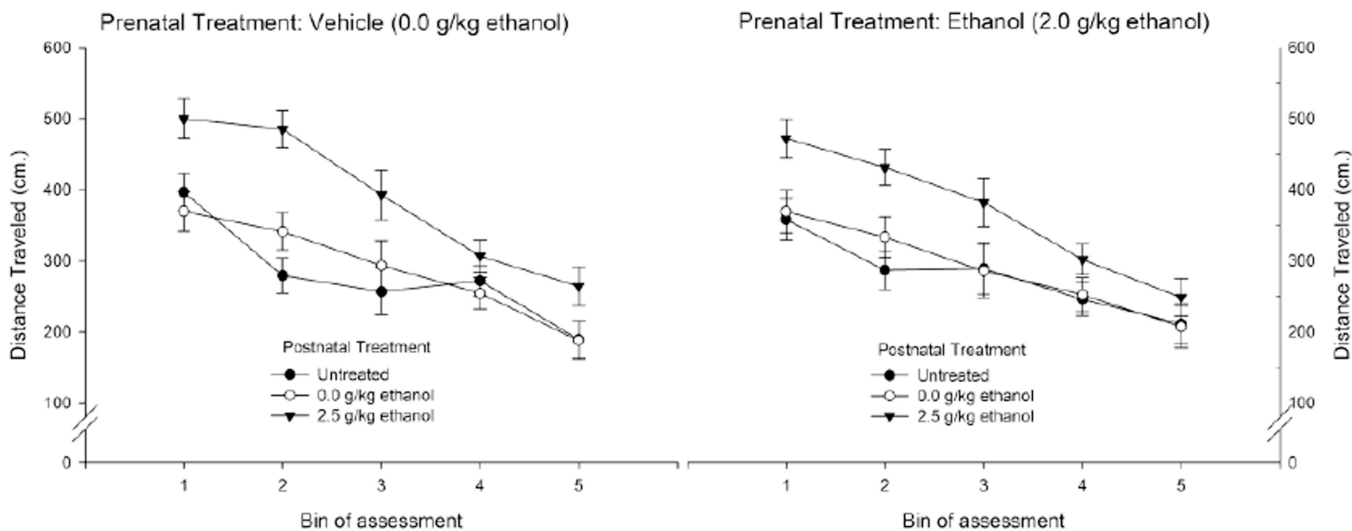 Prenatal Treatment: Vehicle (0.0 g/kg ethanol)
600
500
400
300
200
100
0
Distance Traveled (cm.)
Postnatal Treatment
Untreated
0.0 g/kg ethanol
2.5 g/kg ethanol
1 2 3 4 5
Bin of assessment
Prenatal Treatment: Ethanol (2.0 g/kg ethanol)
600
500
400
300
200
100
0
Distance Traveled (cm.)
Postnatal Treatment
Untreated
0.0 g/kg ethanol
2.5 g/kg ethanol
1 2 3 4 5
Bin of assessment